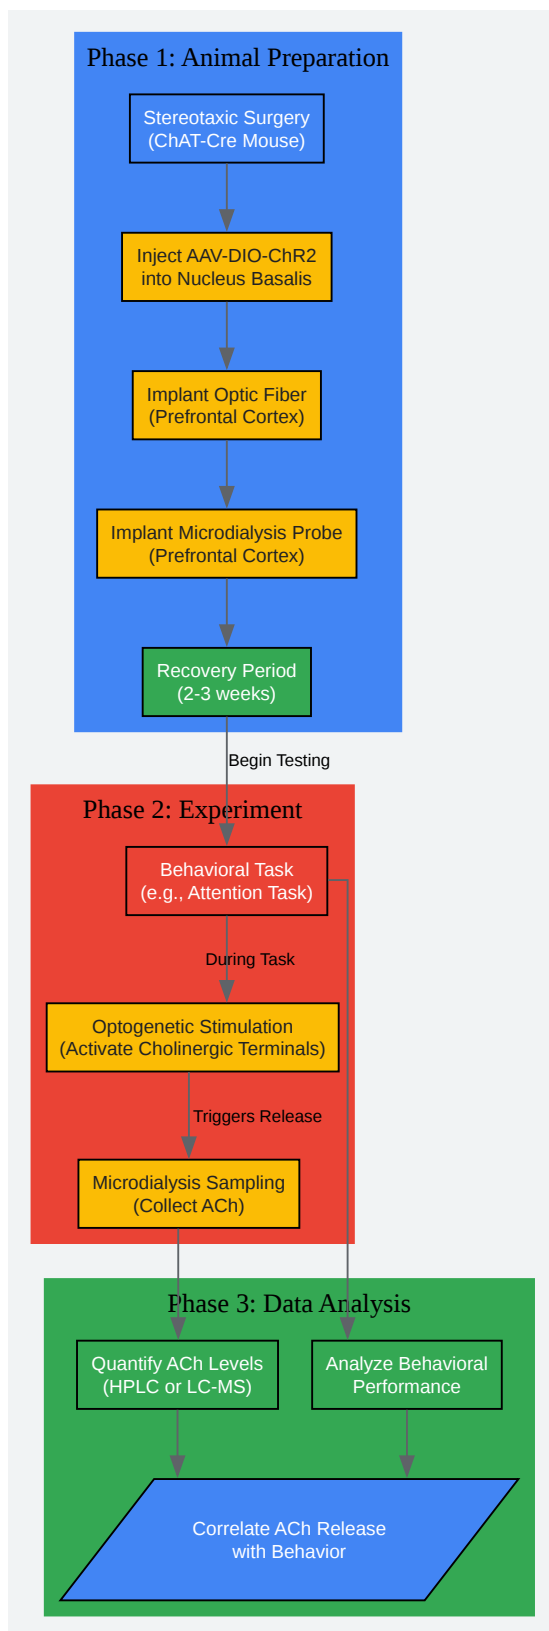 Phase 1: Animal Preparation
Stereotaxic Surgery
(ChAT-Cre Mouse)
Inject AAV-DIO-ChR2
into Nucleus Basalis
Implant Optic Fiber
(Prefrontal Cortex)
Implant Microdialysis Probe
(Prefrontal Cortex)
Recovery Period
(2-3 weeks)
Begin Testing
Phase 2: Experiment
Behavioral Task
(e.g., Attention Task)
During Task
Optogenetic Stimulation
(Activate Cholinergic Terminals)
Triggers Release
Microdialysis Sampling
(Collect ACh)
Phase 3: Data Analysis
Quantify ACh Levels
(HPLC or LC-MS)
Analyze Behavioral
Performance
Correlate ACh Release
with Behavior